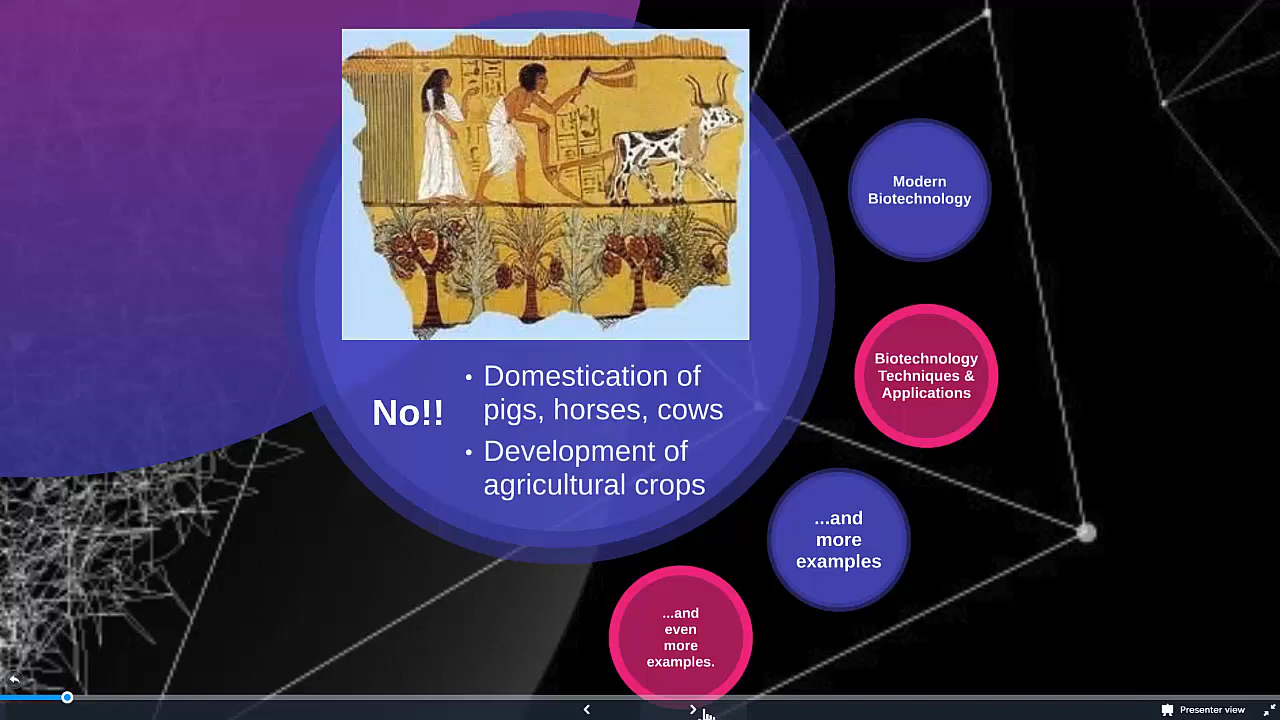 No!!
• Domestication of
pigs, horses, cows
• Development of
agricultural crops
Modern
Biotechnology
Biotechnology
Techniques &
Applications
...and
more
examples
...and
even
more
examples.
Presenter view